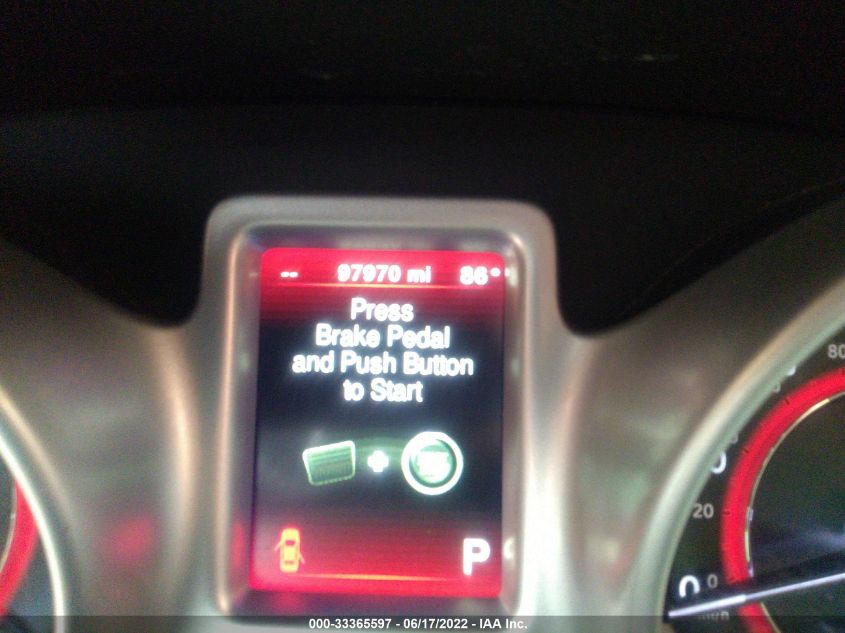 -- 97970 mi 86°
Press
Brake Pedal
and Push Button
to Start
P
80
20
0
0
000-33365597 - 06/17/2022 - IAA Inc.